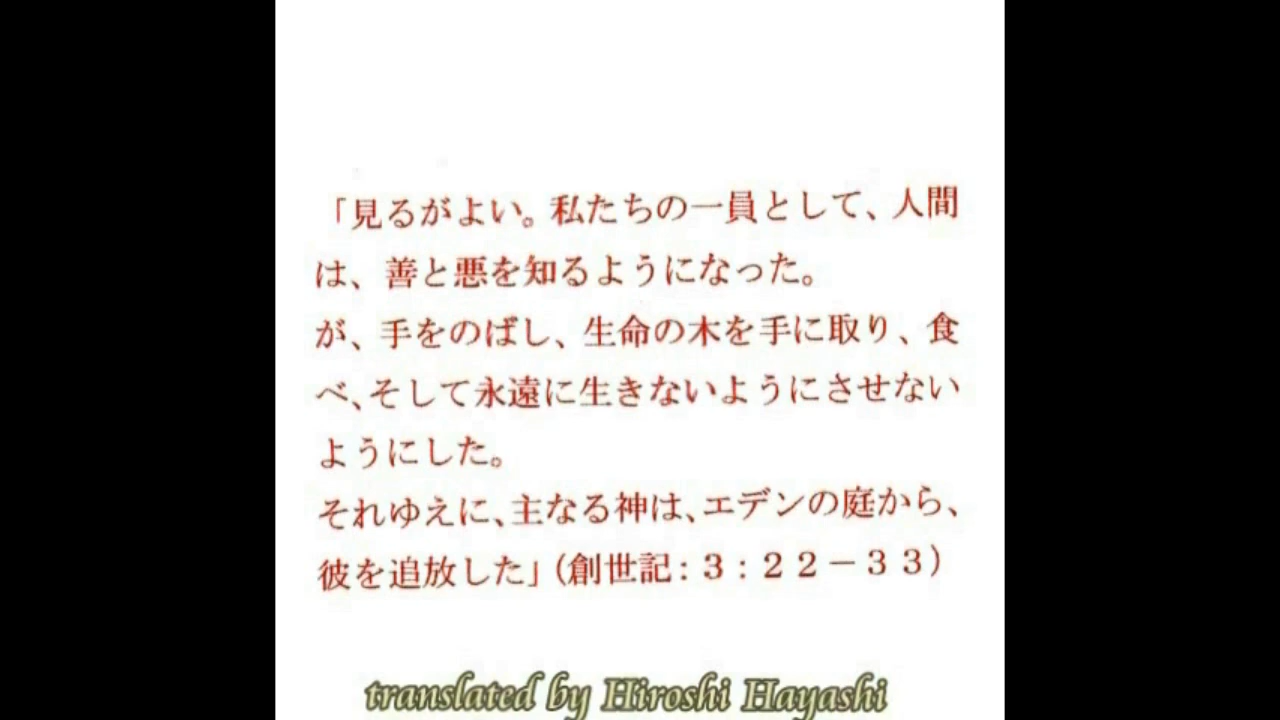 「見るがよい。私たちの一員として、人間
は、善と悪を知るようになった。
が、手をのばし、生命の木を手に取り、食
べ、そして永遠に生きないようにさせない
ようにした。
それゆえに、主なる神は、エデンの庭から、
彼を追放した」（創世記：３：２２－３３）
translated by Hiroshi Hayashi